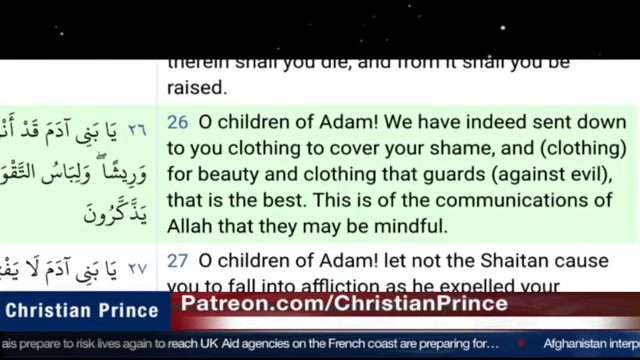 therein shall you die, and from it shall you be
raised.
٢٦ يَا بَنِي آدَمَ قَدْ
26 O children of Adam! We have indeed sent down
to you clothing to cover your shame, and (clothing)
وَرِيشًا ۖ وَلِبَاسُ التَّقْوَ
for beauty and clothing that guards (against evil),
that is the best. This is of the communications of
يَذَّكَّرُونَ
Allah that they may be mindful.
٢٧ يَا بَنِي آدَمَ لَا
27 O children of Adam! let not the Shaitan cause
you to fall into affliction as he expelled your
Christian Prince
Patreon.com/ChristianPrince
ais prepare to risk lives again to reach UK Aid agencies on the French coast are preparing for…
Afghanistan interp